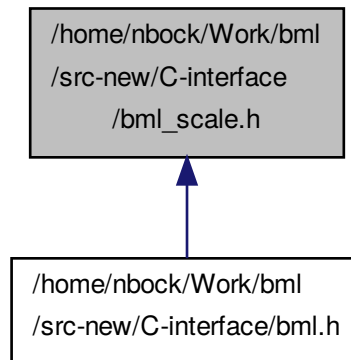 /home/nbock/Work/bml
/src-new/C-interface
/bml_scale.h
/home/nbock/Work/bml
/src-new/C-interface/bml.h